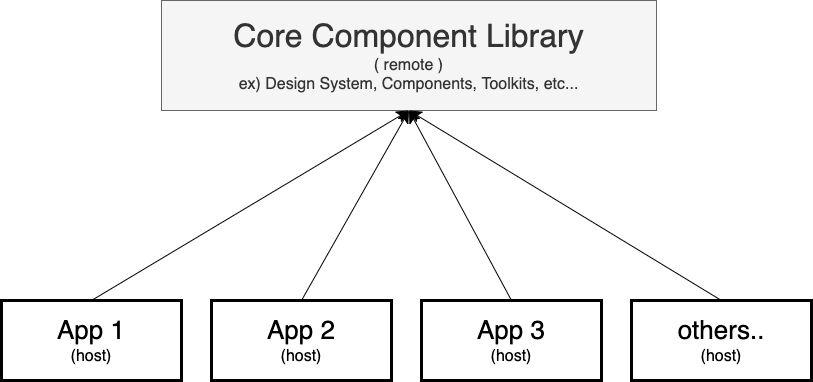 Core Component Library
( remote )
ex) Design System, Components, Toolkits, etc...
App 1
(host)
App 2
(host)
App 3
(host)
others..
(host)